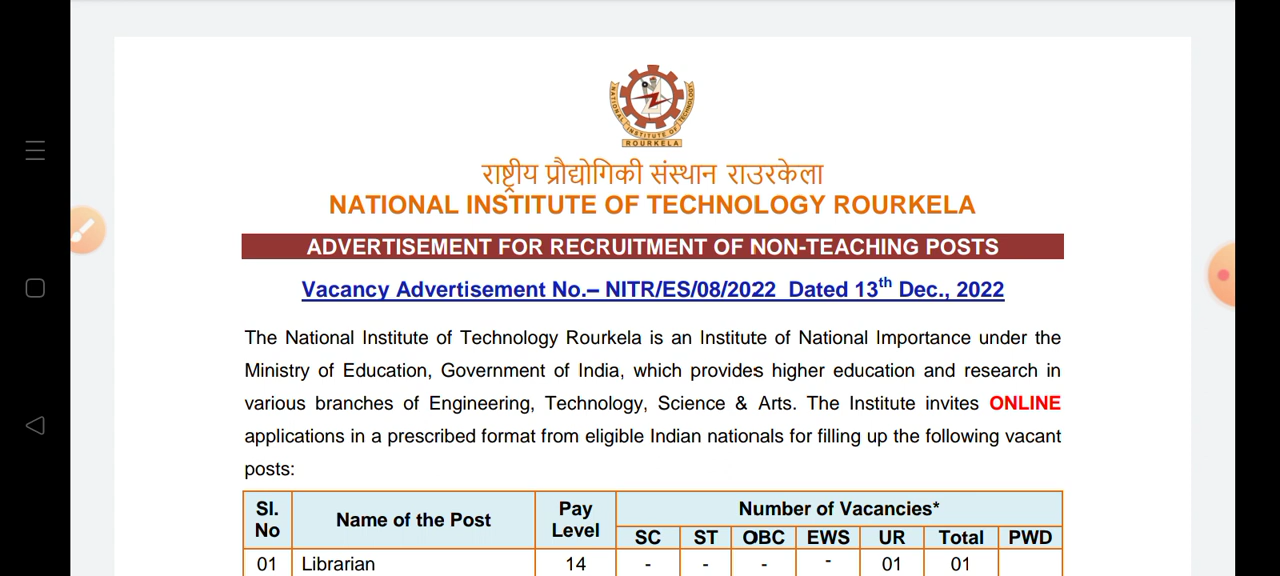 NATIONAL INSTITUTE OF TECHNOLOGY
ROURKELA
राष्ट्रीय प्रौद्योगिकी संस्थान राउरकेला
NATIONAL INSTITUTE OF TECHNOLOGY ROURKELA
ADVERTISEMENT FOR RECRUITMENT OF NON-TEACHING POSTS
Vacancy Advertisement No.– NITR/ES/08/2022 Dated 13th Dec., 2022
The National Institute of Technology Rourkela is an Institute of National Importance under the
Ministry of Education, Government of India, which provides higher education and research in
various branches of Engineering, Technology, Science & Arts. The Institute invites ONLINE
applications in a prescribed format from eligible Indian nationals for filling up the following vacant
posts:
Sl. No Name of the Post Pay Level Number of Vacancies*
SC ST OBC EWS UR Total PWD
01 Librarian 14 - - - - 01 01